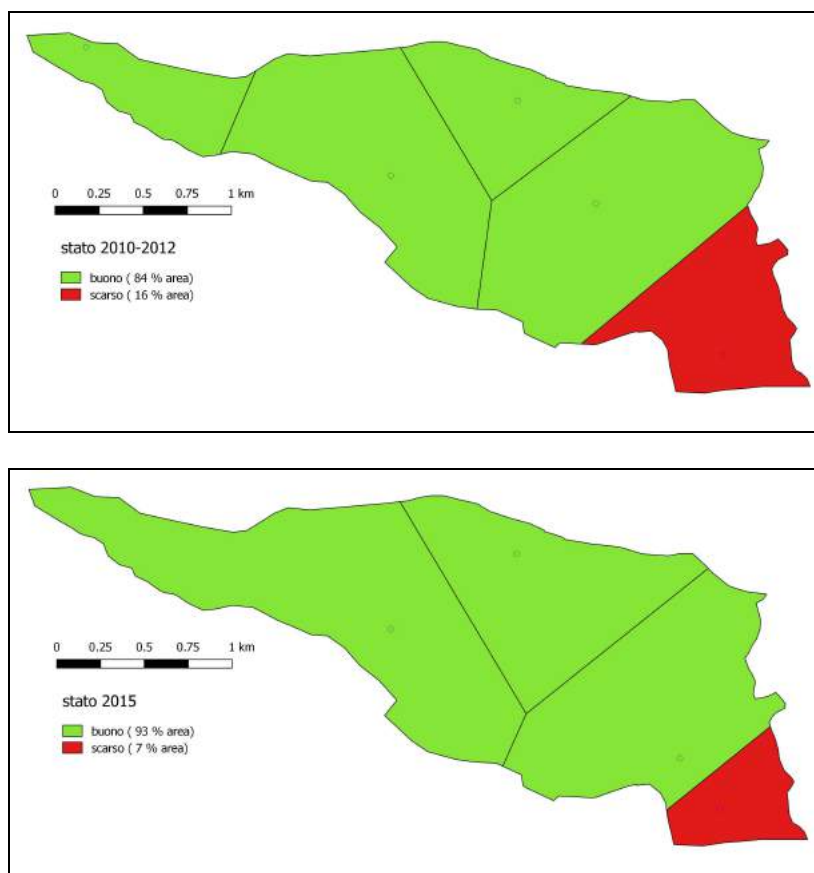 0 0.25 0.5 0.75 1 km
stato 2010-2012
buono ( 84 % area)
scarso ( 16 % area)
0 0.25 0.5 0.75 1 km
stato 2015
buono ( 93 % area)
scarso ( 7 % area)